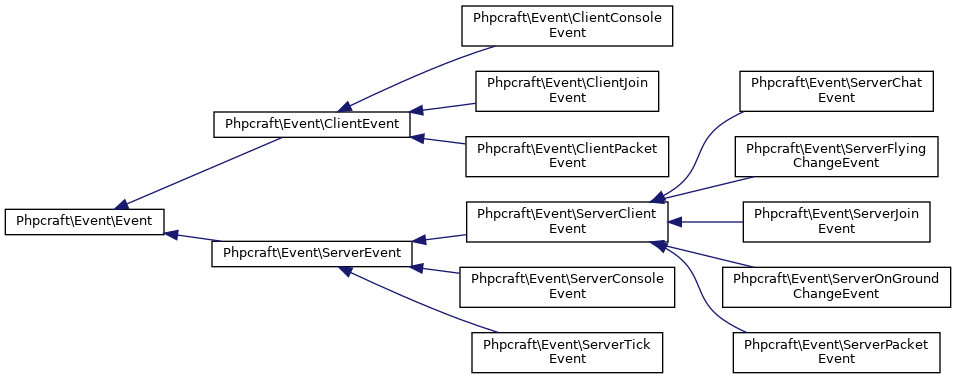 Phpcraft\Event\ClientConsole
Event
Phpcraft\Event\ClientJoin
Event
Phpcraft\Event\ServerChat
Event
Phpcraft\Event\ClientEvent
Phpcraft\Event\ClientPacket
Event
Phpcraft\Event\ServerFlying
ChangeEvent
Phpcraft\Event\Event
Phpcraft\Event\ServerClient
Event
Phpcraft\Event\ServerJoin
Event
Phpcraft\Event\ServerEvent
Phpcraft\Event\ServerConsole
Event
Phpcraft\Event\ServerOnGround
ChangeEvent
Phpcraft\Event\ServerTick
Event
Phpcraft\Event\ServerPacket
Event